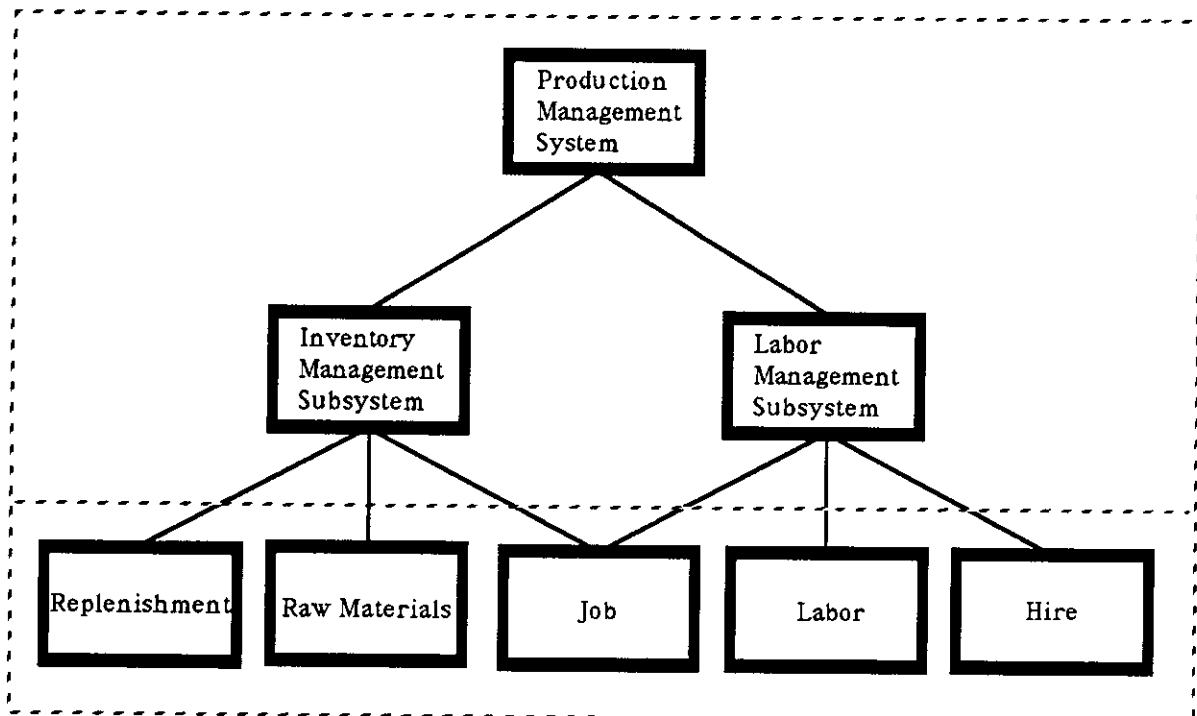 Production
Management
System
Inventory
Management
Subsystem
Labor
Management
Subsystem
Replenishment
Raw Materials
Job
Labor
Hire